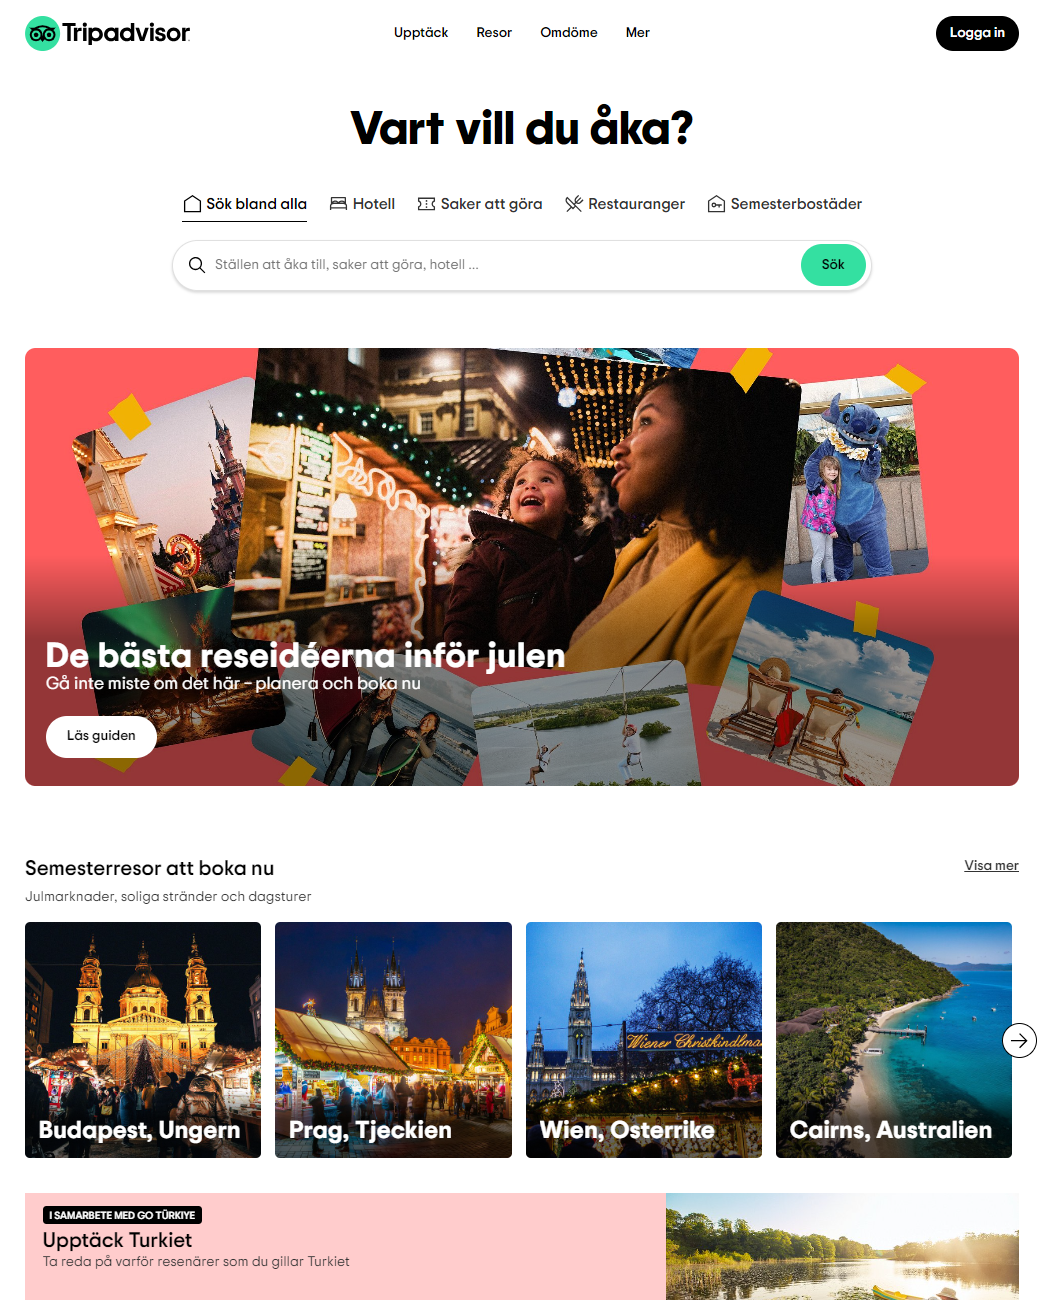 Tripadvisor
Upptäck
Resor
Omdöme
Mer
Logga in
Vart vill du åka?
Sök bland alla
Hotell
Saker att göra
Restauranger
Semesterbostäder
Ställen att åka till, saker att göra, hotell ...
Sök
De bästa reseidéerna inför julen
Gå inte miste om det här – planera och boka nu
Läs guiden
Semesterresor att boka nu
Visa mer
Julmarknader, soliga stränder och dagsturer
Wiener Christkindlma
Budapest, Ungern
Prag, Tjeckien
Wien, Österrike
Cairns, Australien
I SAMARBETE MED GO TÜRKIYE
Upptäck Turkiet
Ta reda på varför resenärer som du gillar Turkiet